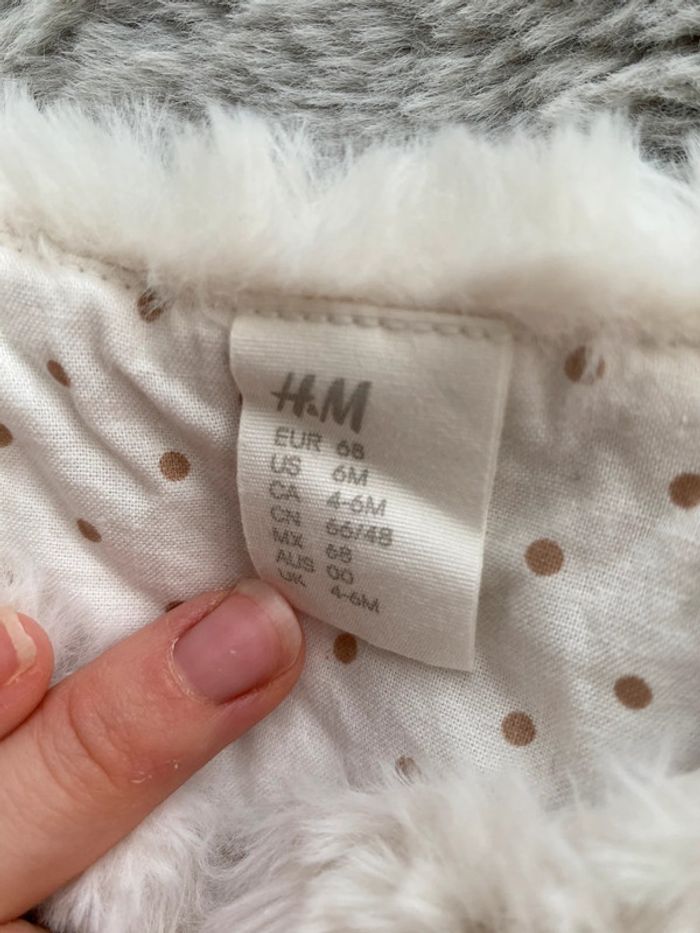 H&M
EUR 68
US 6M
CA 4-6M
CN 66/48
MX 68
AUS 00
UK 4-6M